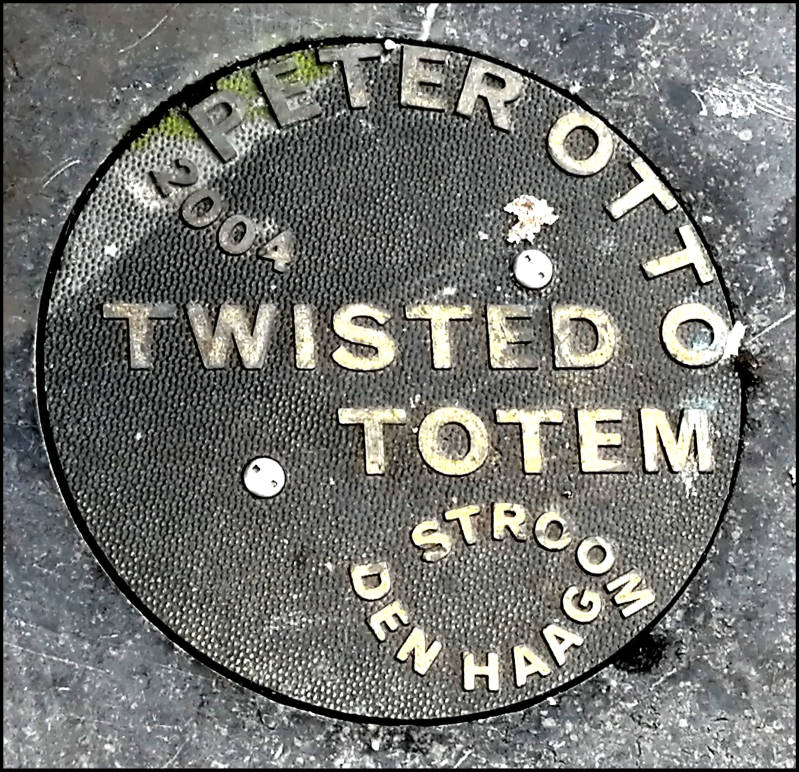 PETER OTTO
2004
TWISTED
TOTEM
STROOM
DEN HAAG